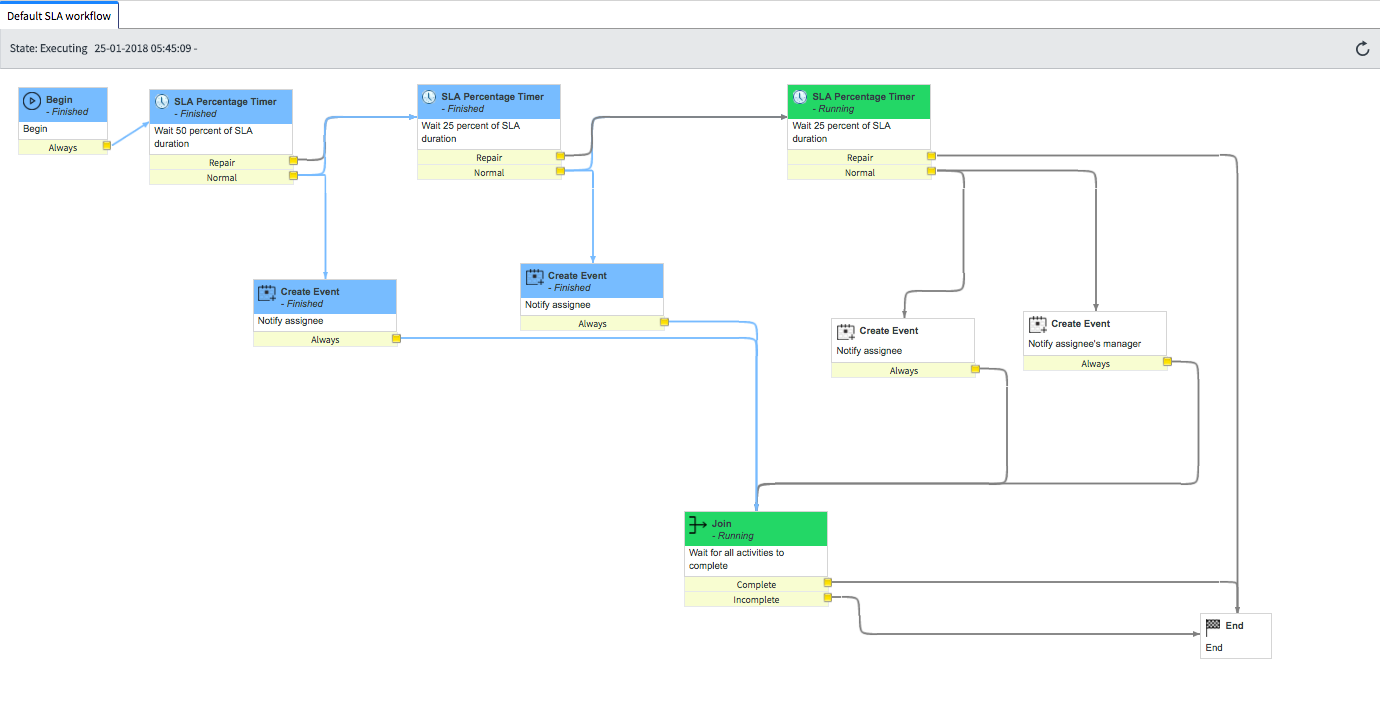 Default SLA workflow
State: Executing 25-01-2018 05:45:09 -
Begin
- Finished
Begin
Always
SLA Percentage Timer
- Finished
Wait 50 percent of SLA
duration
Repair
Normal
SLA Percentage Timer
- Finished
Wait 25 percent of SLA
duration
Repair
Normal
SLA Percentage Timer
- Running
Wait 25 percent of SLA
duration
Repair
Normal
Create Event
- Finished
Notify assignee
Always
Create Event
- Finished
Notify assignee
Always
Create Event
Notify assignee
Always
Create Event
Notify assignee's manager
Always
Join
- Running
Wait for all activities to
complete
Complete
Incomplete
End
End